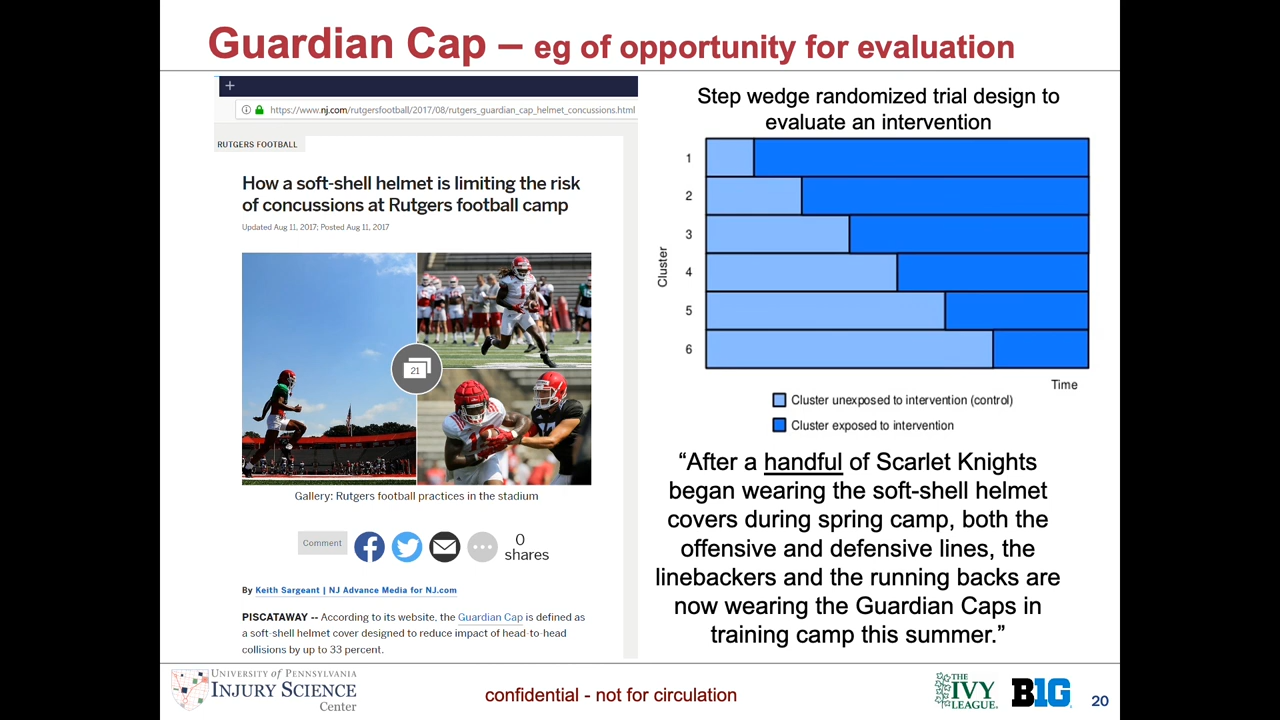 Guardian Cap – eg of opportunity for evaluation
+
https://www.nj.com/rutgersfootball/2017/08/rutgers_guardian_cap_helmet_concussions.html
RUTGERS FOOTBALL
How a soft-shell helmet is limiting the risk
of concussions at Rutgers football camp
Updated Aug 11, 2017; Posted Aug 11, 2017
21
Gallery: Rutgers football practices in the stadium
Comment
0
shares
By Keith Sargeant | NJ Advance Media for NJ.com
PISCATAWAY -- According to its website, the Guardian Cap is defined as
a soft-shell helmet cover designed to reduce impact of head-to-head
collisions by up to 33 percent.
Step wedge randomized trial design to
evaluate an intervention
Cluster
1
2
3
4
5
6
Time
Cluster unexposed to intervention (control)
Cluster exposed to intervention
“After a handful of Scarlet Knights
began wearing the soft-shell helmet
covers during spring camp, both the
offensive and defensive lines, the
linebackers and the running backs are
now wearing the Guardian Caps in
training camp this summer.”
UNIVERSITY OF PENNSYLVANIA
INJURY SCIENCE
Center
confidential - not for circulation
THE
IVY
LEAGUE
B1G
20